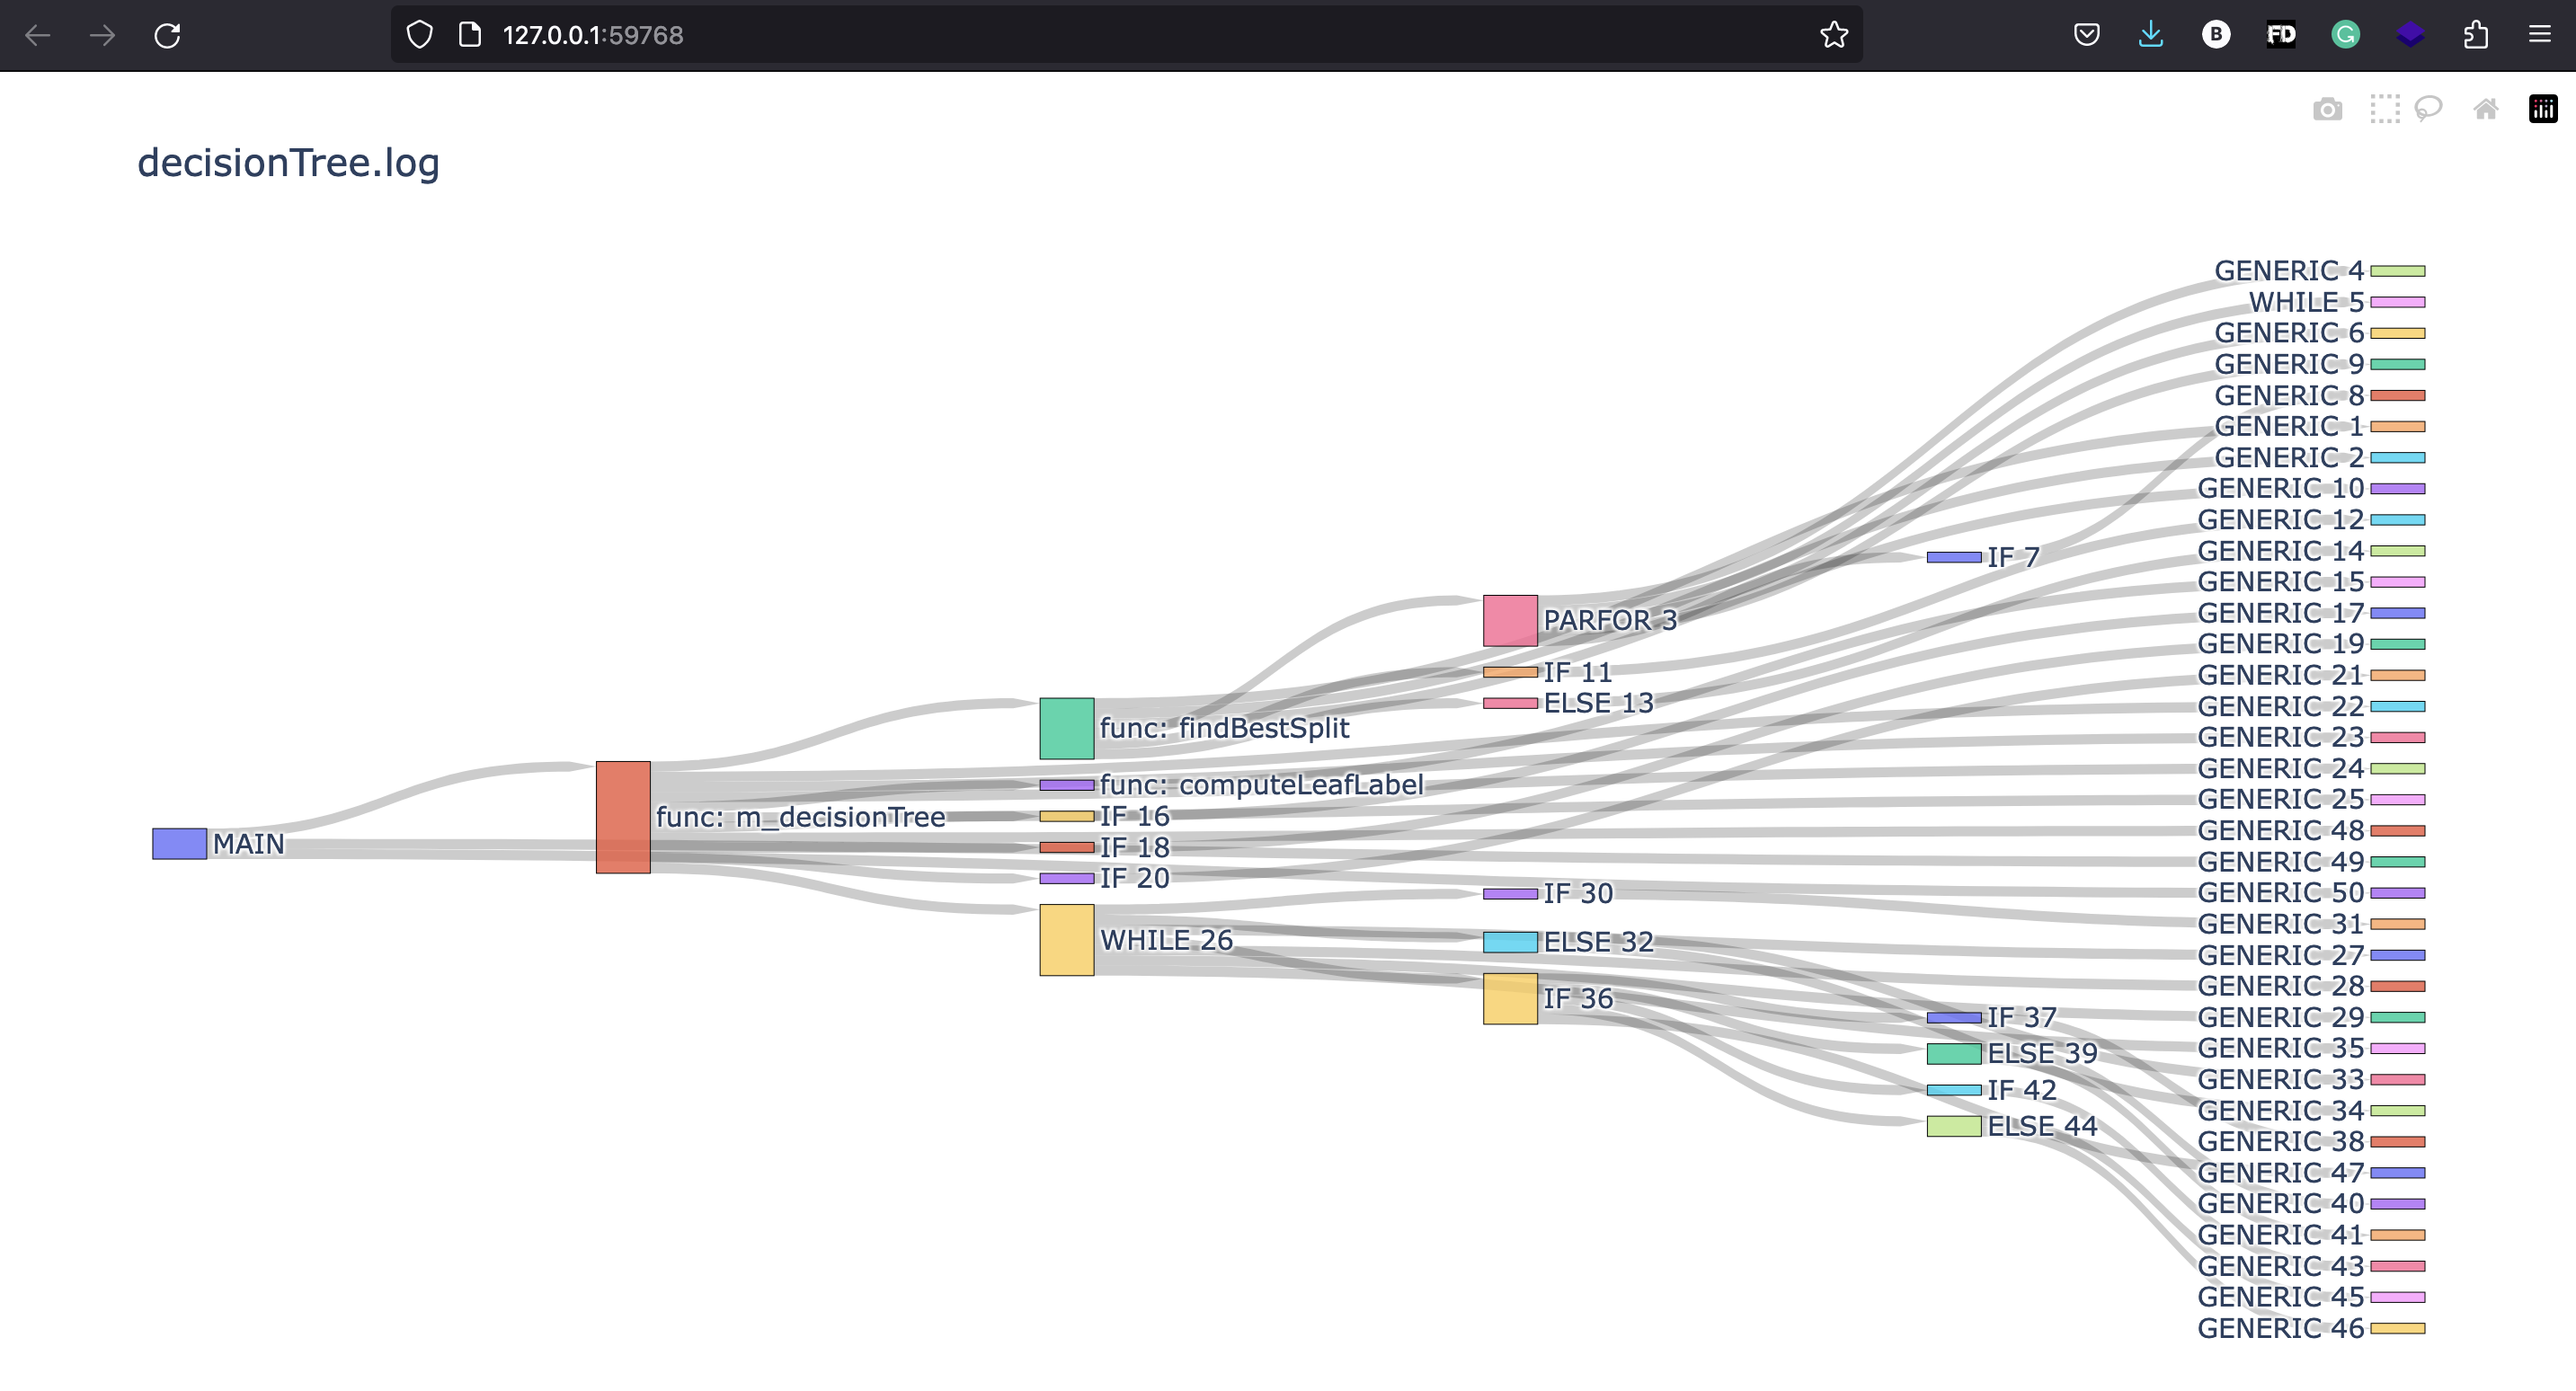 127.0.0.1:59768
B
FD
G
decisionTree.log
GENERIC 4
WHILE 5
GENERIC 6
GENERIC 9
GENERIC 8
GENERIC 1
GENERIC 2
GENERIC 10
GENERIC 12
GENERIC 14
IF 7
GENERIC 15
GENERIC 17
PARFOR 3
GENERIC 19
IF 11
GENERIC 21
ELSE 13
GENERIC 22
func: findBestSplit
GENERIC 23
GENERIC 24
func: computeLeafLabel
GENERIC 25
func: m_decisionTree
IF 16
GENERIC 48
MAIN
IF 18
GENERIC 49
IF 20
IF 30
GENERIC 50
GENERIC 31
WHILE 26
ELSE 32
GENERIC 27
GENERIC 28
IF 36
IF 37
GENERIC 29
ELSE 39
GENERIC 35
GENERIC 33
IF 42
GENERIC 34
ELSE 44
GENERIC 38
GENERIC 47
GENERIC 40
GENERIC 41
GENERIC 43
GENERIC 45
GENERIC 46